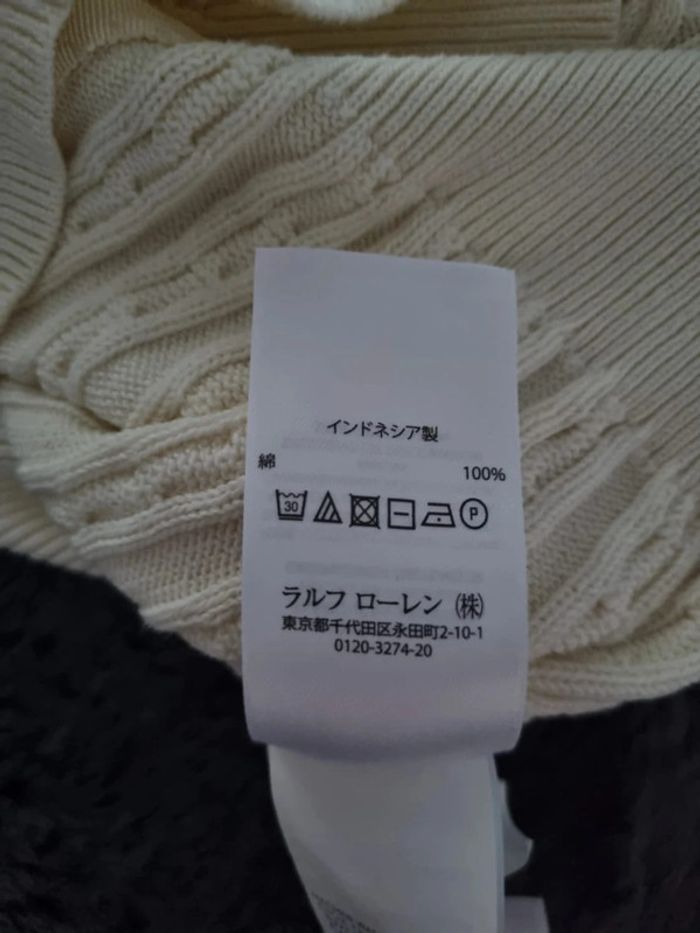 インドネシア製
綿 100%
30 P
ラルフ ローレン (株)
東京都千代田区永田町2-10-1
0120-3274-20